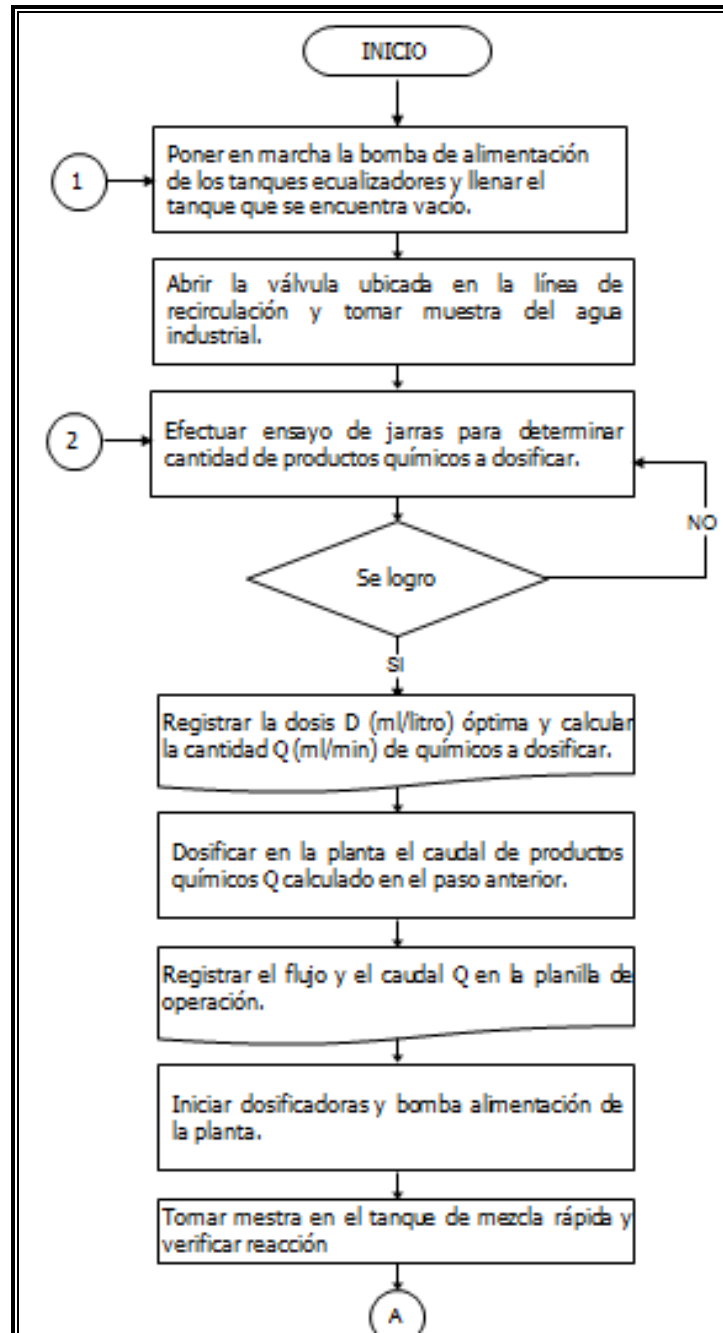 INICIO
1
Poner en marcha la bomba de alimentación
de los tanques ecualizadores y llenar el
tanque que se encuentra vacio.
Abrir la válvula ubicada en la línea de
recirculación y tomar muestra del agua
industrial.
2
Efectuar ensayo de jarras para determinar
cantidad de productos químicos a dosificar.
NO
Se logro
SI
Registrar la dosis D (ml/litro) óptima y calcular
la cantidad Q (ml/min) de químicos a dosificar.
Dosificar en la planta el caudal de productos
químicos Q calculado en el paso anterior.
Registrar el flujo y el caudal Q en la planilla de
operación.
Iniciar dosificadoras y bomba alimentación de
la planta.
Tomar mestra en el tanque de mezcla rápida y
verificar reacción
A